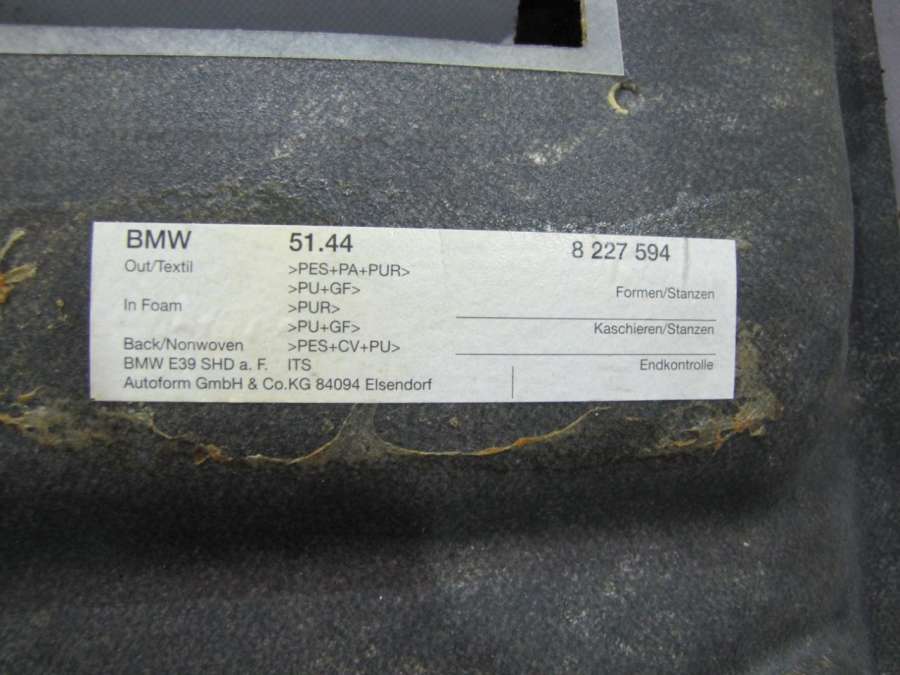 BMW 51.44 8 227 594
Out/Textil >PES+PA+PUR>
>PU+GF>
Formen/Stanzen
In Foam >PUR>
>PU+GF>
Kaschieren/Stanzen
Back/Nonwoven >PES+CV+PU>
BMW E39 SHD a. F. ITS
Endkontrolle
Autoform GmbH & Co.KG 84094 Elsendorf